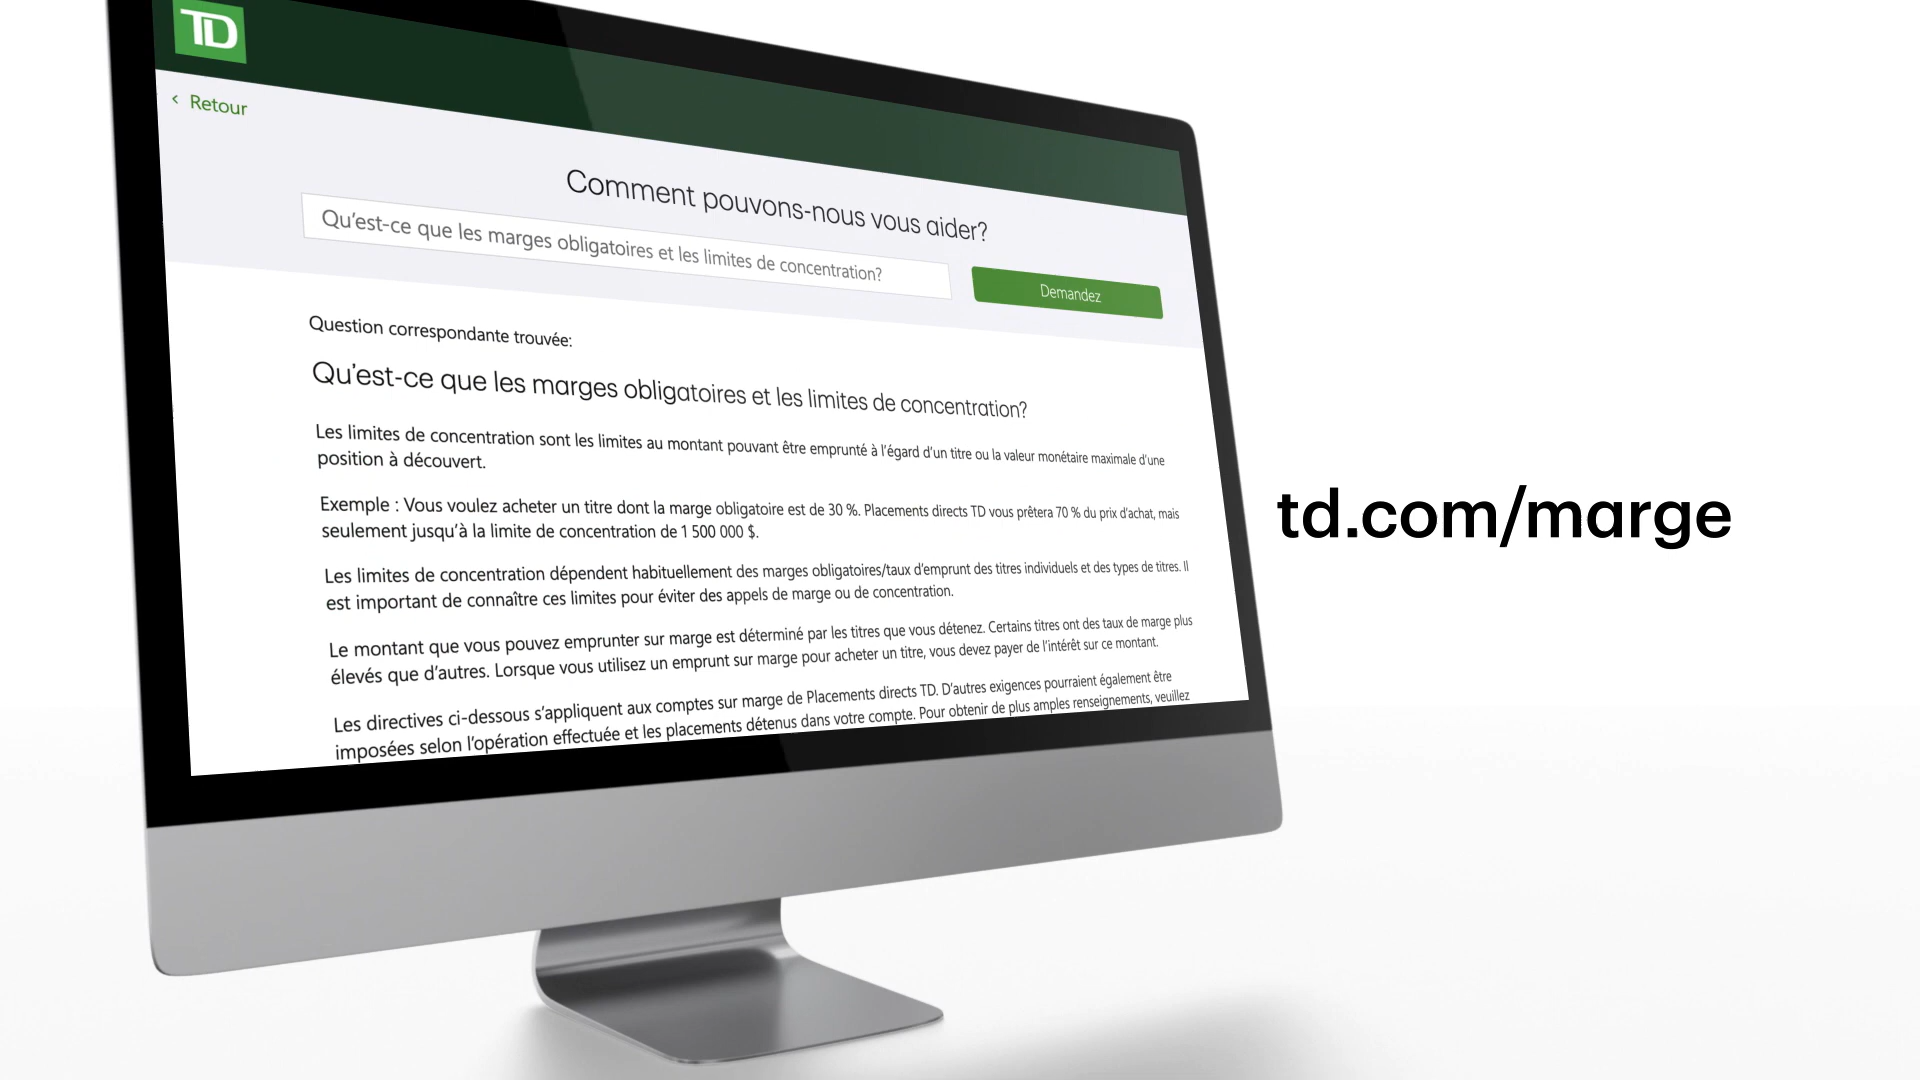 TD
< Retour
Comment pouvons-nous vous aider?
Qu'est-ce que les marges obligatoires et les limites de concentration?
Demandez
Question correspondante trouvée:
Qu'est-ce que les marges obligatoires et les limites de concentration?
Les limites de concentration sont les limites au montant pouvant être emprunté à l'égard d'un titre ou la valeur monétaire maximale d'une
position à découvert.
Exemple : Vous voulez acheter un titre dont la marge obligatoire est de 30 %. Placements directs TD vous prêtera 70 % du prix d'achat, mais
seulement jusqu'à la limite de concentration de 1 500 000 $.
Les limites de concentration dépendent habituellement des marges obligatoires/taux d'emprunt des titres individuels et des types de titres. Il
est important de connaître ces limites pour éviter des appels de marge ou de concentration.
Le montant que vous pouvez emprunter sur marge est déterminé par les titres que vous détenez. Certains titres ont des taux de marge plus
élevés que d'autres. Lorsque vous utilisez un emprunt sur marge pour acheter un titre, vous devez payer de l'intérêt sur ce montant.
Les directives ci-dessous s'appliquent aux comptes sur marge de Placements directs TD. D'autres exigences pourraient également être
imposées selon l'opération effectuée et les placements détenus dans votre compte. Pour obtenir de plus amples renseignements, veuillez
td.com/marge